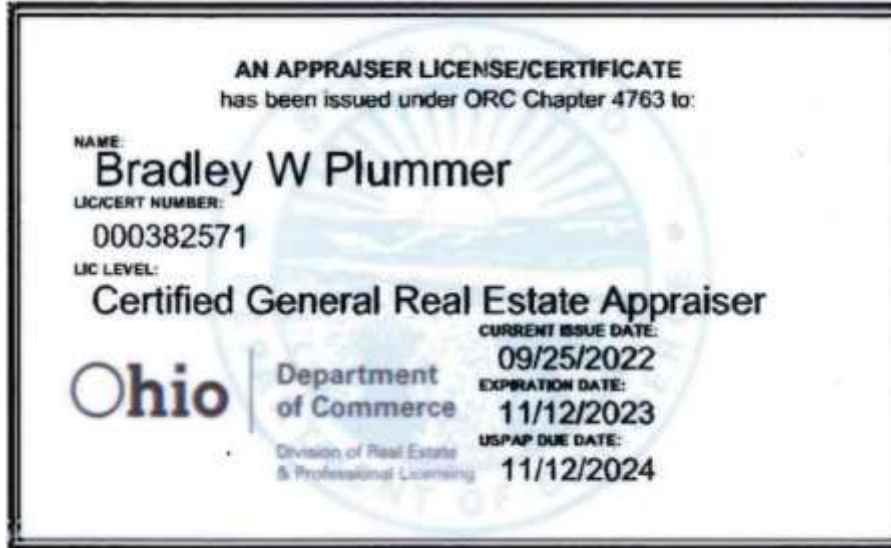 AN APPRAISER LICENSE/CERTIFICATE
has been issued under ORC Chapter 4763 to:
NAME:
Bradley W Plummer
LIC/CERT NUMBER:
000382571
LIC LEVEL:
Certified General Real Estate Appraiser
CURRENT ISSUE DATE:
09/25/2022
EXPIRATION DATE:
11/12/2023
USPAP DUE DATE:
11/12/2024
Ohio
Department
of Commerce
Division of Real Estate
& Professional Licensing